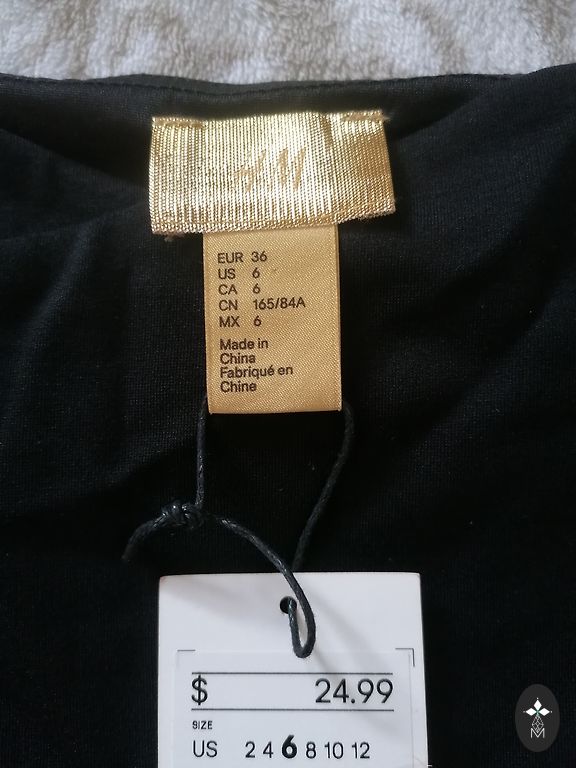 H&M
EUR 36
US 6
CA 6
CN 165/84A
MX 6
Made in
China
Fabriqué en
Chine
$ 24.99
SIZE
US 2 4 6 8 10 12
M